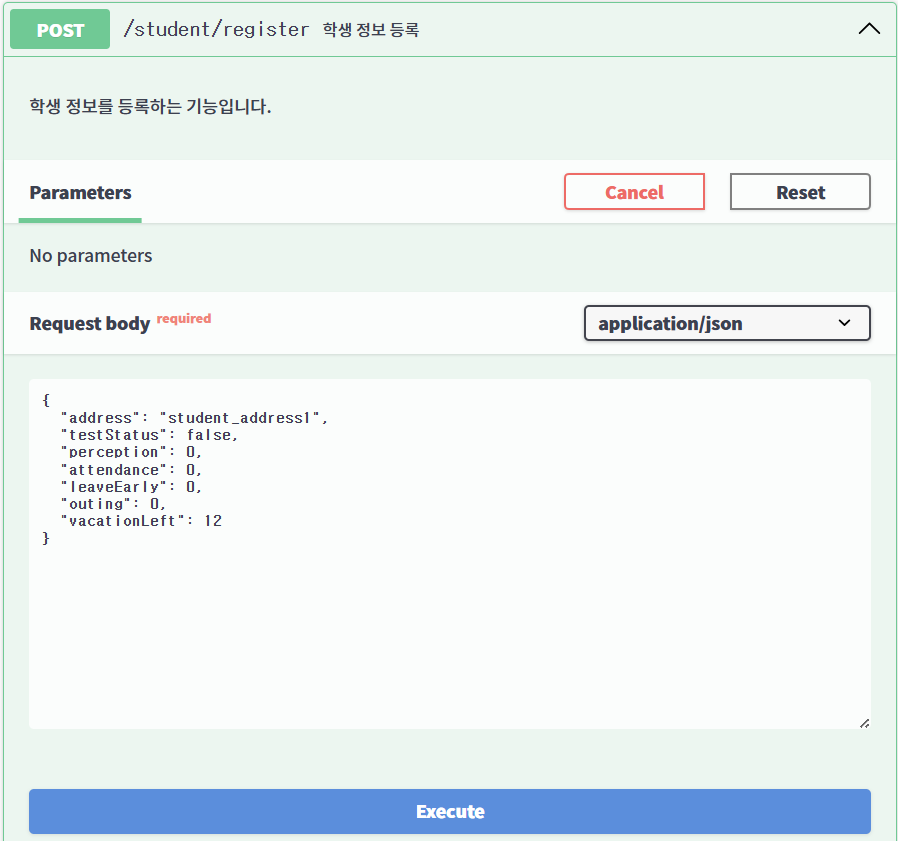 POST /student/register 학생 정보 등록
학생 정보를 등록하는 기능입니다.
Parameters Cancel Reset
No parameters
Request body required application/json
{
"address": "student_address1",
"testStatus": false,
"perception": 0,
"attendance": 0,
"leaveEarly": 0,
"outing": 0,
"vacationLeft": 12
}
Execute